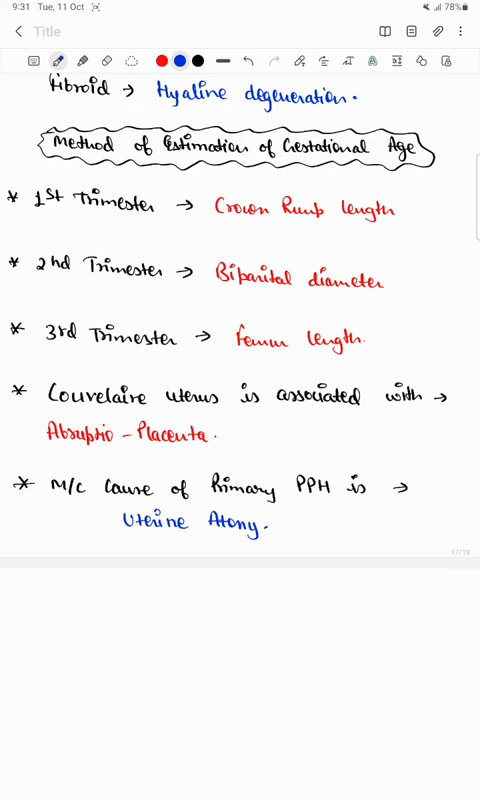 9:31 Tue, 11 Oct
78%
Title
Fibroid → Hyaline degeneration.
Method of Estimation of Gestational Age
* 1st Trimester → Crown Rump length
* 2nd Trimester → Biparital diameter
* 3rd Trimester → Femur length.
* Couvelaire uterus is associated with →
Absuptio - Placenta.
* M/C cause of Primary PPH is →
Uterine Atony.
17/18